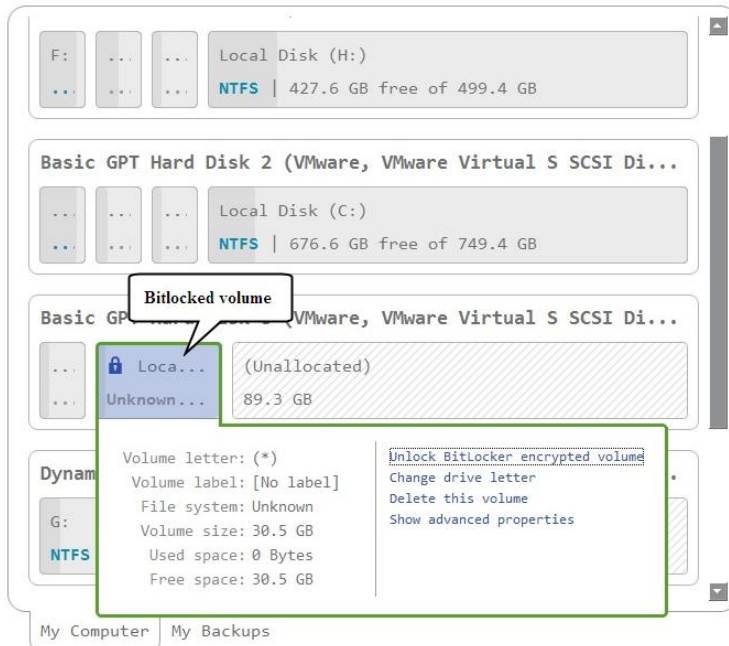 F: ... ... Local Disk (H:)
... ... ... NTFS | 427.6 GB free of 499.4 GB
Basic GPT Hard Disk 2 (VMware, VMware Virtual S SCSI Di...
... ... ... Local Disk (C:)
... ... ... NTFS | 676.6 GB free of 749.4 GB
Bitlocked volume
Basic (VMware, VMware Virtual S SCSI Di...
... Loca... (Unallocated)
... Unknown... 89.3 GB
Volume letter: (*)
Volume label: [No label]
File system: Unknown
Volume size: 30.5 GB
Used space: 0 Bytes
Free space: 30.5 GB
Unlock BitLocker encrypted volume
Change drive letter
Delete this volume
Show advanced properties
Dynam
G:
NTFS
My Computer My Backups